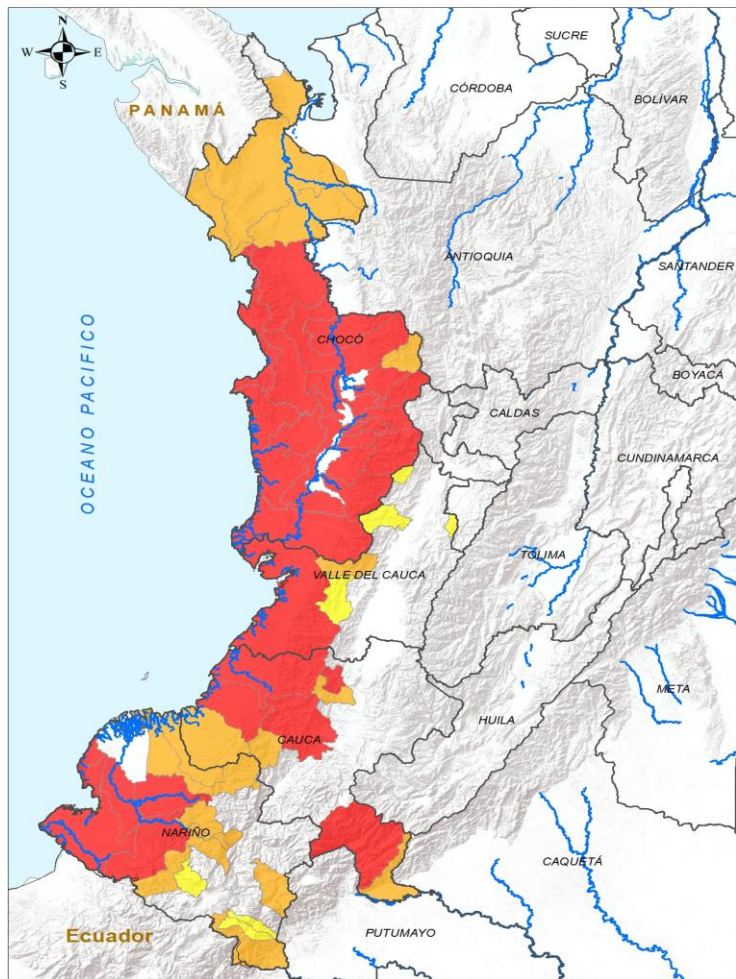 SUCRE
N
W E
S
CÓRDOBA
BOLÍVAR
PANAMÁ
ANTIOQUIA
SANTANDER
CHOCÓ
OCEANO PACIFICO
BOYACÁ
CALDAS
CUNDINAMARCA
TOLIMA
VALLE DEL CAUCA
META
HUILA
CAUCA
NARIÑO
CAQUETÁ
Ecuador
PUTUMAYO